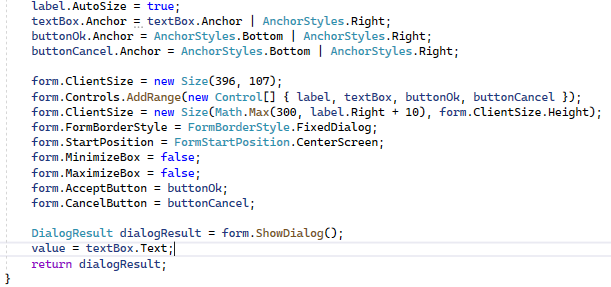 label.AutoSize = true;
textBox.Anchor = textBox.Anchor | AnchorStyles.Right;
buttonOk.Anchor = AnchorStyles.Bottom | AnchorStyles.Right;
buttonCancel.Anchor = AnchorStyles.Bottom | AnchorStyles.Right;
form.ClientSize = new Size(396, 107);
form.Controls.AddRange(new Control[] { label, textBox, buttonOk, buttonCancel });
form.ClientSize = new Size(Math.Max(300, label.Right + 10), form.ClientSize.Height);
form.FormBorderStyle = FormBorderStyle.FixedDialog;
form.StartPosition = FormStartPosition.CenterScreen;
form.MinimizeBox = false;
form.MaximizeBox = false;
form.AcceptButton = buttonOk;
form.CancelButton = buttonCancel;
DialogResult dialogResult = form.ShowDialog();
value = textBox.Text;
return dialogResult;
}